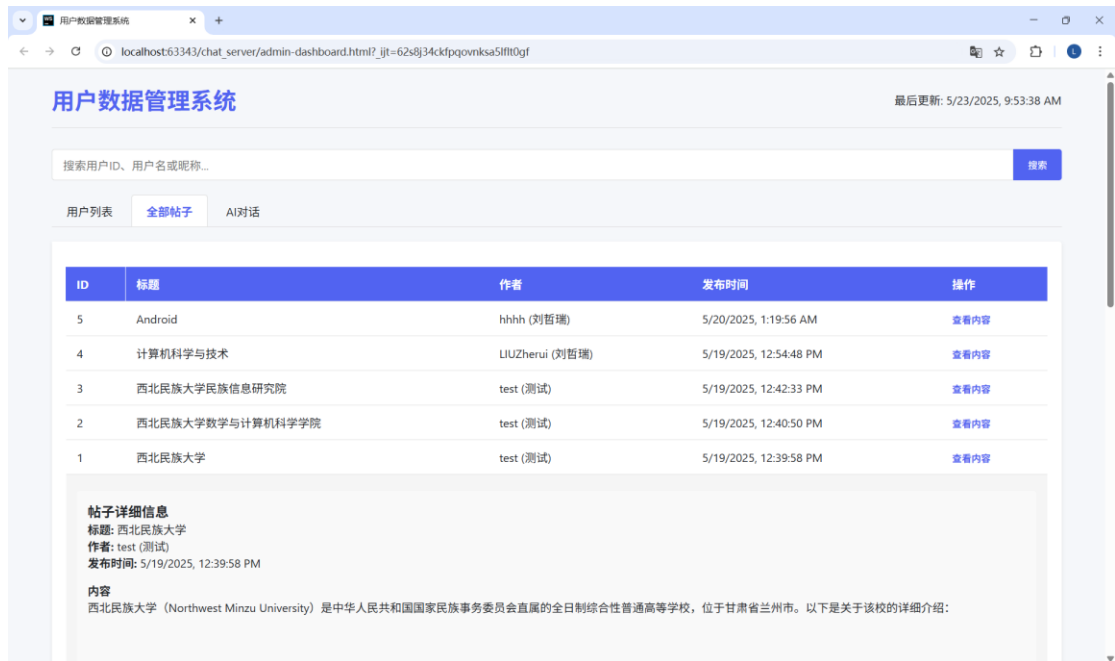 用户数据管理系统
localhost:63343/chat_server/admin-dashboard.html?_ijt=62s8j34ckfpqovnksa5lflt0gf
L
用户数据管理系统
最后更新: 5/23/2025, 9:53:38 AM
搜索用户ID、用户名或昵称...
搜索
用户列表 全部帖子 AI对话
ID 标题 作者 发布时间 操作
5 Android hhhh (刘哲瑞) 5/20/2025, 1:19:56 AM 查看内容
4 计算机科学与技术 LIUZherui (刘哲瑞) 5/19/2025, 12:54:48 PM 查看内容
3 西北民族大学民族信息研究院 test (测试) 5/19/2025, 12:42:33 PM 查看内容
2 西北民族大学数学与计算机科学学院 test (测试) 5/19/2025, 12:40:50 PM 查看内容
1 西北民族大学 test (测试) 5/19/2025, 12:39:58 PM 查看内容
帖子详细信息
标题: 西北民族大学
作者: test (测试)
发布时间: 5/19/2025, 12:39:58 PM
内容
西北民族大学（Northwest Minzu University）是中华人民共和国国家民族事务委员会直属的全日制综合性普通高等学校，位于甘肃省兰州市。以下是关于该校的详细介绍：